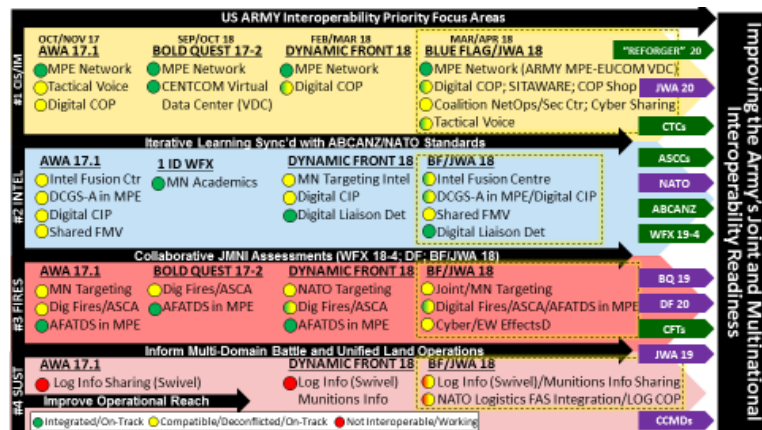 US ARMY Interoperability Priority Focus Areas
OCT/NOV 17
AWA 17.1
MPE Network
Tactical Voice
Digital COP
SEP/OCT 18
BOLD QUEST 17-2
MPE Network
CENTCOM Virtual
Data Center (VDC)
FEB/MAR 18
DYNAMIC FRONT 18
MPE Network
Digital COP
MAR/APR 18
BLUE FLAG/JWA 18
MPE Network (ARMY MPE-EUCOM VDC)
Digital COP; SITAWARE; COP Shop
Coalition NetOps/Sec Ctr; Cyber Sharing
Tactical Voice
#1 CIS/IM
Iterative Learning Sync'd with ABCANZ/NATO Standards
AWA 17.1
Intel Fusion Ctr
DCGS-A in MPE
Digital CIP
Shared FMV
1 ID WFX
MN Academics
DYNAMIC FRONT 18
MN Targeting Intel
Digital CIP
Digital Liaison Det
BF/JWA 18
Intel Fusion Centre
DCGS-A in MPE/Digital CIP
Shared FMV
Digital Liaison Det
#2 INTEL
Collaborative JMNI Assessments (WFX 18-4; DF; BF/JWA 18)
AWA 17.1
MN Targeting
Dig Fires/ASCA
AFATDS in MPE
BOLD QUEST 17-2
Dig Fires/ASCA
AFATDS in MPE
DYNAMIC FRONT 18
NATO Targeting
Dig Fires/ASCA
AFATDS in MPE
BF/JWA 18
Joint/MN Targeting
Digital Fires/ASCA/AFATDS in MPE
Cyber/EW EffectsD
#3 FIRES
Inform Multi-Domain Battle and Unified Land Operations
AWA 17.1
Log Info Sharing (Swivel)
DYNAMIC FRONT 18
Log Info (Swivel)
Munitions Info
BF/JWA 18
Log Info (Swivel)/Munitions Info Sharing
NATO Logistics FAS Integration/LOG COP
#4 SUST
Improve Operational Reach
Integrated/On-Track
Compatible/Deconflicted/On-Track
Not Interoperable/Working
"REFORGER" 20
JWA 20
CTCs
ASCCs
NATO
ABCANZ
WFX 19-4
BQ 19
DF 20
CFTs
JWA 19
CCMDs
Improving the Army's Joint and Multinational
Interoperability Readiness